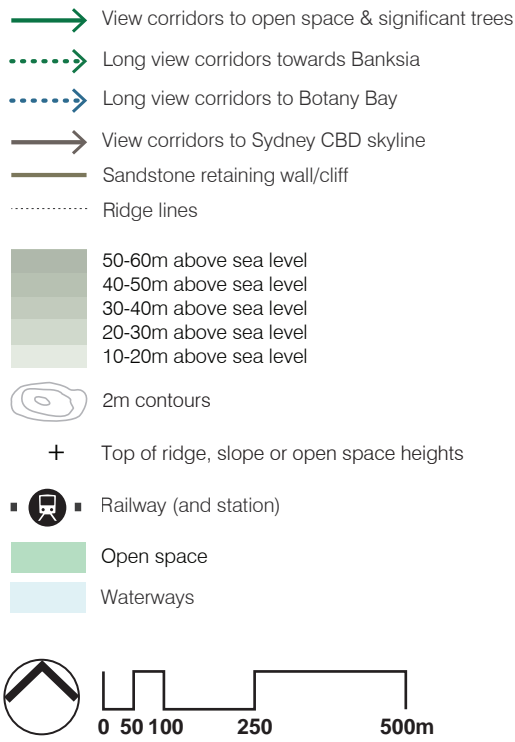 View corridors to open space & significant trees
Long view corridors towards Banksia
Long view corridors to Botany Bay
View corridors to Sydney CBD skyline
Sandstone retaining wall/cliff
Ridge lines
50-60m above sea level
40-50m above sea level
30-40m above sea level
20-30m above sea level
10-20m above sea level
2m contours
Top of ridge, slope or open space heights
Railway (and station)
Open space
Waterways
0 50 100 250 500m